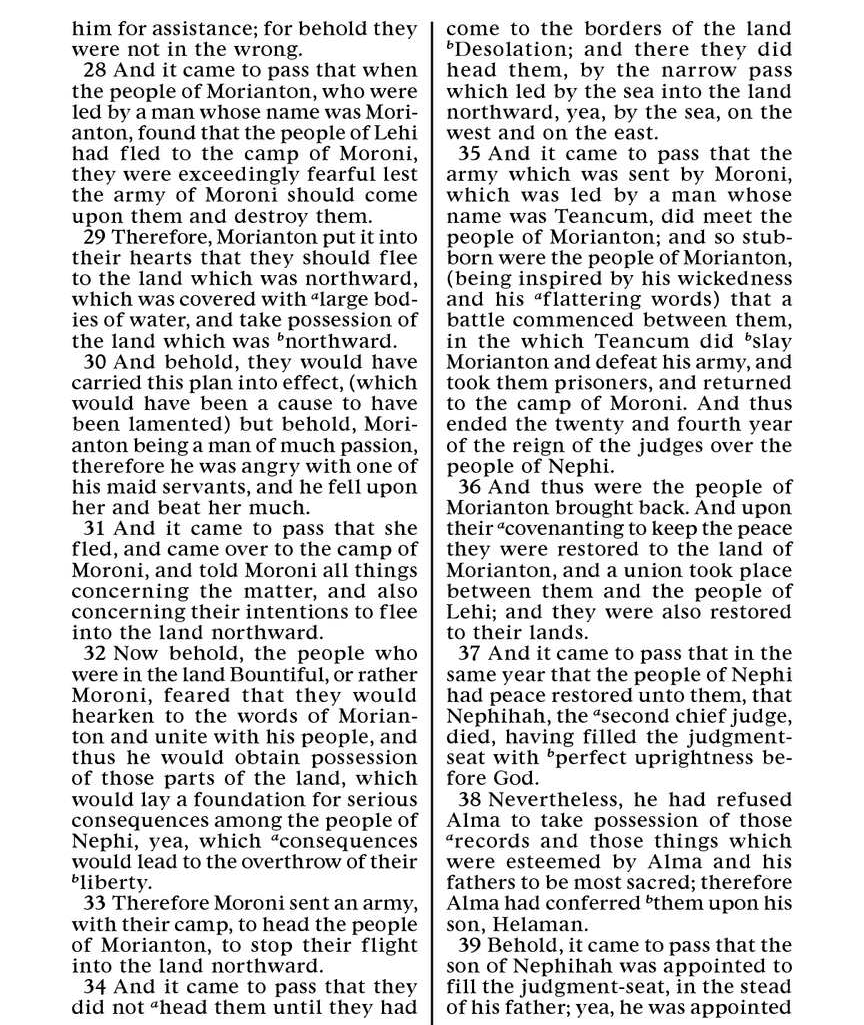 him for assistance; for behold they
were not in the wrong.
28 And it came to pass that when
the people of Morianton, who were
led by a man whose name was Mori-
anton, found that the people of Lehi
had fled to the camp of Moroni,
they were exceedingly fearful lest
the army of Moroni should come
upon them and destroy them.
29 Therefore, Morianton put it into
their hearts that they should flee
to the land which was northward,
which was covered with ᵃlarge bod-
ies of water, and take possession of
the land which was ᵇnorthward.
30 And behold, they would have
carried this plan into effect, (which
would have been a cause to have
been lamented) but behold, Mori-
anton being a man of much passion,
therefore he was angry with one of
his maid servants, and he fell upon
her and beat her much.
31 And it came to pass that she
fled, and came over to the camp of
Moroni, and told Moroni all things
concerning the matter, and also
concerning their intentions to flee
into the land northward.
32 Now behold, the people who
were in the land Bountiful, or rather
Moroni, feared that they would
hearken to the words of Morian-
ton and unite with his people, and
thus he would obtain possession
of those parts of the land, which
would lay a foundation for serious
consequences among the people of
Nephi, yea, which ᵃconsequences
would lead to the overthrow of their
ᵇliberty.
33 Therefore Moroni sent an army,
with their camp, to head the people
of Morianton, to stop their flight
into the land northward.
34 And it came to pass that they
did not ᵃhead them until they had
come to the borders of the land
ᵇDesolation; and there they did
head them, by the narrow pass
which led by the sea into the land
northward, yea, by the sea, on the
west and on the east.
35 And it came to pass that the
army which was sent by Moroni,
which was led by a man whose
name was Teancum, did meet the
people of Morianton; and so stub-
born were the people of Morianton,
(being inspired by his wickedness
and his ᵃflattering words) that a
battle commenced between them,
in the which Teancum did ᵇslay
Morianton and defeat his army, and
took them prisoners, and returned
to the camp of Moroni. And thus
ended the twenty and fourth year
of the reign of the judges over the
people of Nephi.
36 And thus were the people of
Morianton brought back. And upon
their ᵃcovenanting to keep the peace
they were restored to the land of
Morianton, and a union took place
between them and the people of
Lehi; and they were also restored
to their lands.
37 And it came to pass that in the
same year that the people of Nephi
had peace restored unto them, that
Nephihah, the ᵃsecond chief judge,
died, having filled the judgment-
seat with ᵇperfect uprightness be-
fore God.
38 Nevertheless, he had refused
Alma to take possession of those
ᵃrecords and those things which
were esteemed by Alma and his
fathers to be most sacred; therefore
Alma had conferred ᵇthem upon his
son, Helaman.
39 Behold, it came to pass that the
son of Nephihah was appointed to
fill the judgment-seat, in the stead
of his father; yea, he was appointed